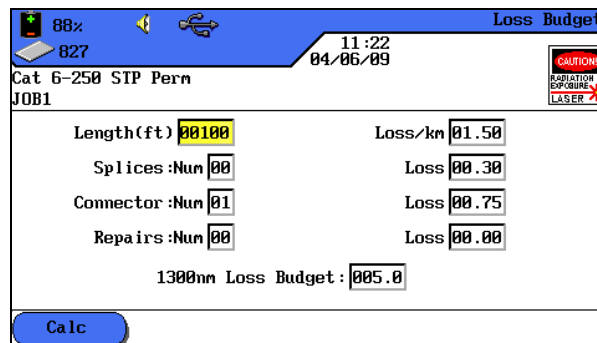 88% Loss Budget
827 11:22
04/06/09
CAUTION!
RADIATION
EXPOSURE
LASER
Cat 6-250 STP Perm
JOB1
Length(ft) 00100 Loss/km 01.50
Splices:Num 00 Loss 00.30
Connector:Num 01 Loss 00.75
Repairs:Num 00 Loss 00.00
1300nm Loss Budget: 005.0
Calc